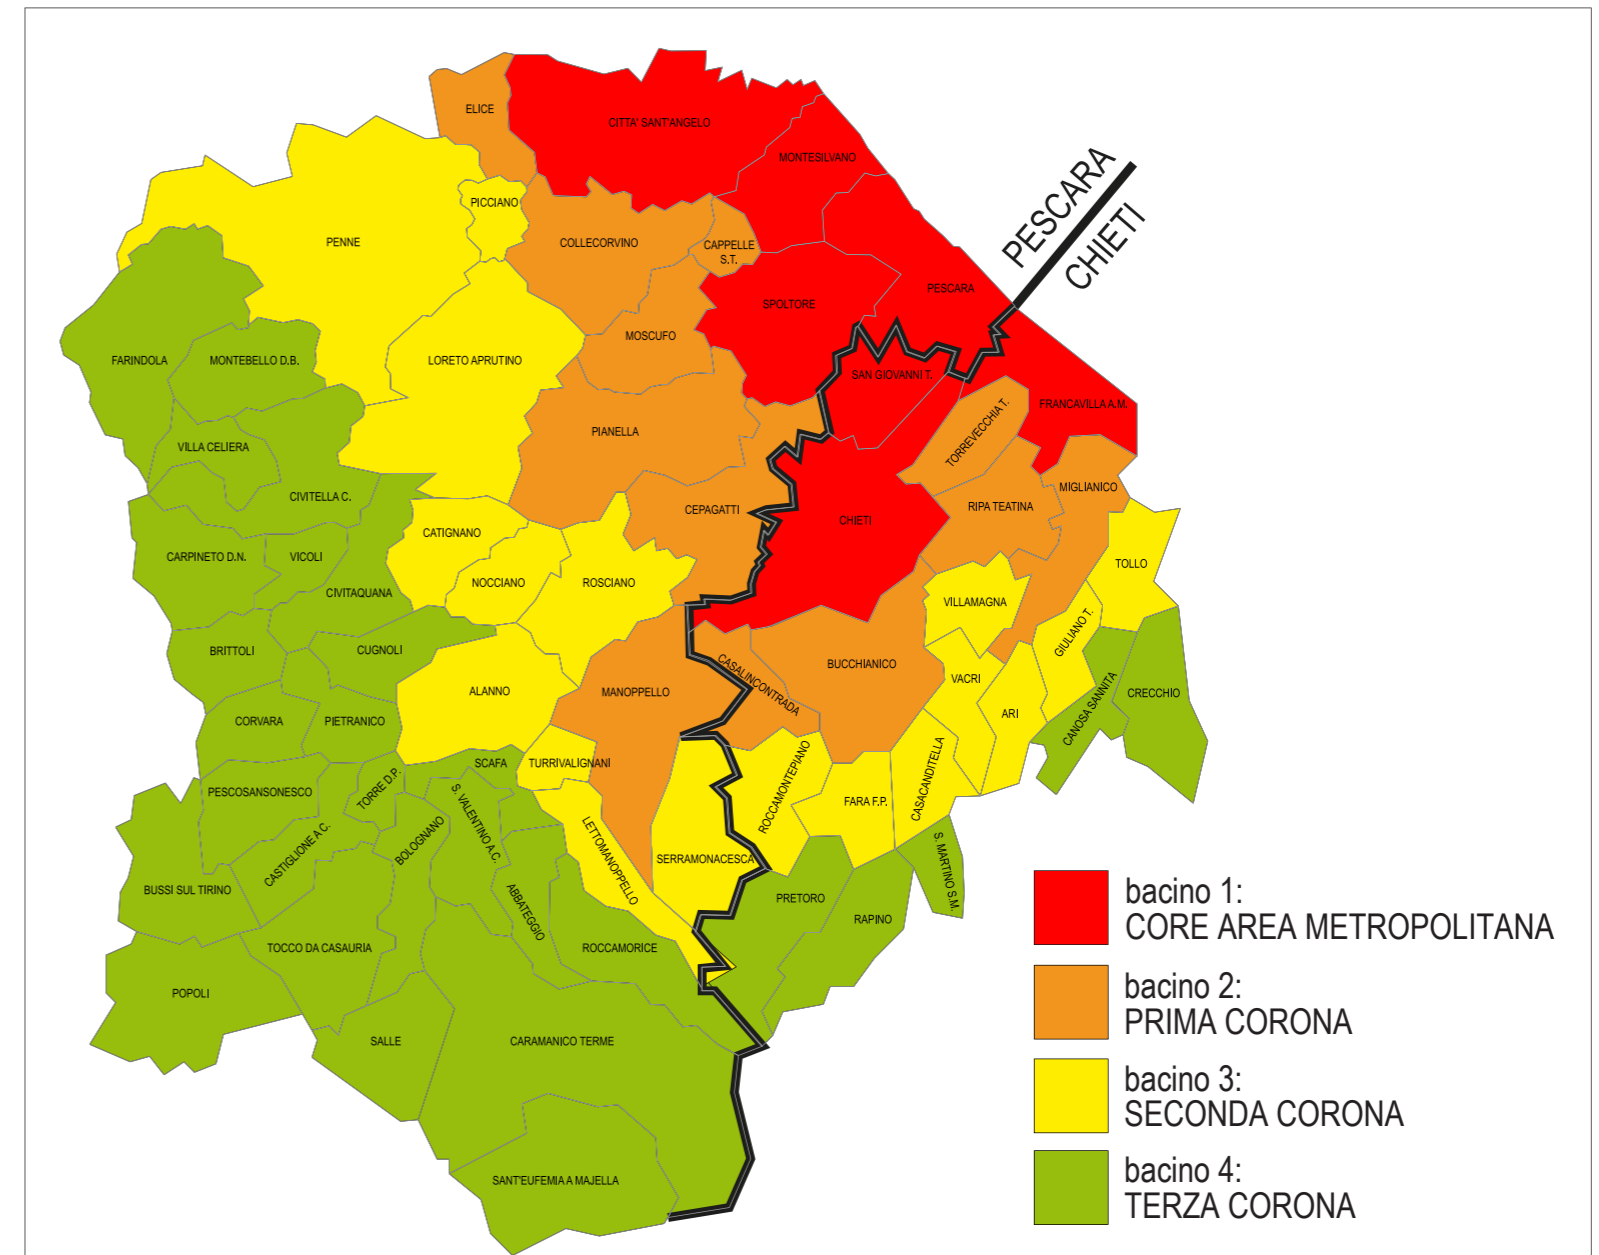 ELICE
CITTA' SANT'ANGELO
MONTESILVANO
PESCARA
CHIETI
PICCIANO
PENNE
COLLECORVINO
CAPPELLE
S.T.
PESCARA
SPOLTORE
MOSCUFO
FARINDOLA
MONTEBELLO D.B.
LORETO APRUTINO
SAN GIOVANNI T.
FRANCAVILLA A.M.
TORREVECCHIA T.
PIANELLA
VILLA CELIERA
CIVITELLA C.
MIGLIANICO
RIPA TEATINA
CEPAGATTI
CHIETI
CATIGNANO
CARPINETO D.N.
VICOLI
TOLLO
NOCCIANO
ROSCIANO
CIVITAQUANA
VILLAMAGNA
GIULIANO T.
BRITTOLI
CUGNOLI
CASALINCONTRADA
BUCCHIANICO
VACRI
ALANNO
MANOPPELLO
CRECCHIO
CANOSA SANNITA
ARI
CORVARA
PIETRANICO
SCAFA
TURRIVALIGNANI
ROCCAMONTEPIANO
CASACANDITELLA
PESCOSANSONESCO
TORRE D.P.
FARA F.P.
S. VALENTINO A.C.
BOLOGNANO
CASTIGLIONE A.C.
LETTOMANOPPELLO
SERRAMONACESCA
S. MARTINO S.M.
BUSSI SUL TIRINO
ABBATEGGIO
PRETORO
RAPINO
TOCCO DA CASAURIA
ROCCAMORICE
POPOLI
SALLE
CARAMANICO TERME
SANT'EUFEMIA A MAJELLA
bacino 1:
CORE AREA METROPOLITANA
bacino 2:
PRIMA CORONA
bacino 3:
SECONDA CORONA
bacino 4:
TERZA CORONA